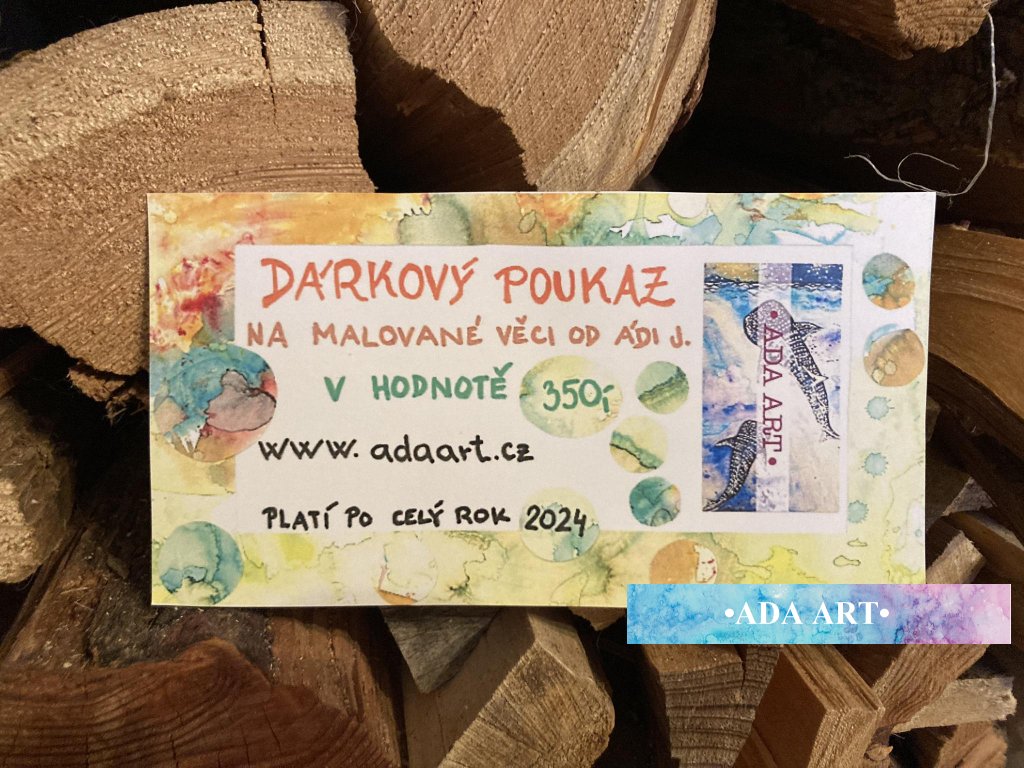 DÁRKOVÝ POUKAZ
NA MALOVANÉ VĚCI OD ÁDI J.
V HODNOTĚ 350,-
www.adaart.cz
PLATÍ PO CELÝ ROK 2024
•ADA ART•
•ADA ART•